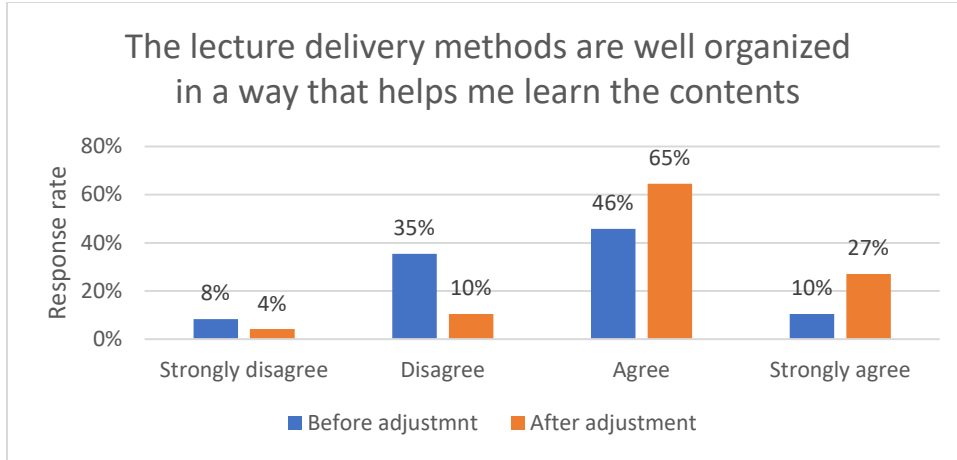 The lecture delivery methods are well organized
in a way that helps me learn the contents
Response rate
80%
60%
40%
20%
0%
8%
4%
35%
10%
46%
65%
10%
27%
Strongly disagree
Disagree
Agree
Strongly agree
Before adjustmnt
After adjustment